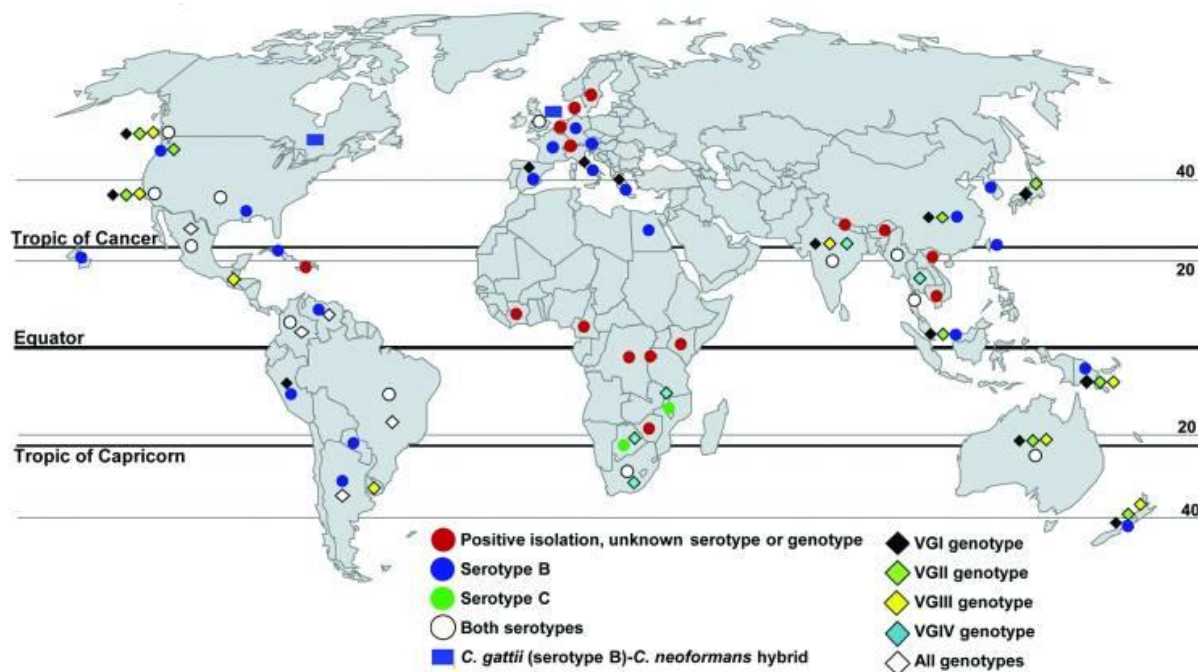 40
Tropic of Cancer
20
Equator
20
Tropic of Capricorn
40
Positive isolation, unknown serotype or genotype
Serotype B
Serotype C
Both serotypes
C. gattii (serotype B)-C. neoformans hybrid
VGI genotype
VGII genotype
VGIII genotype
VGIV genotype
All genotypes